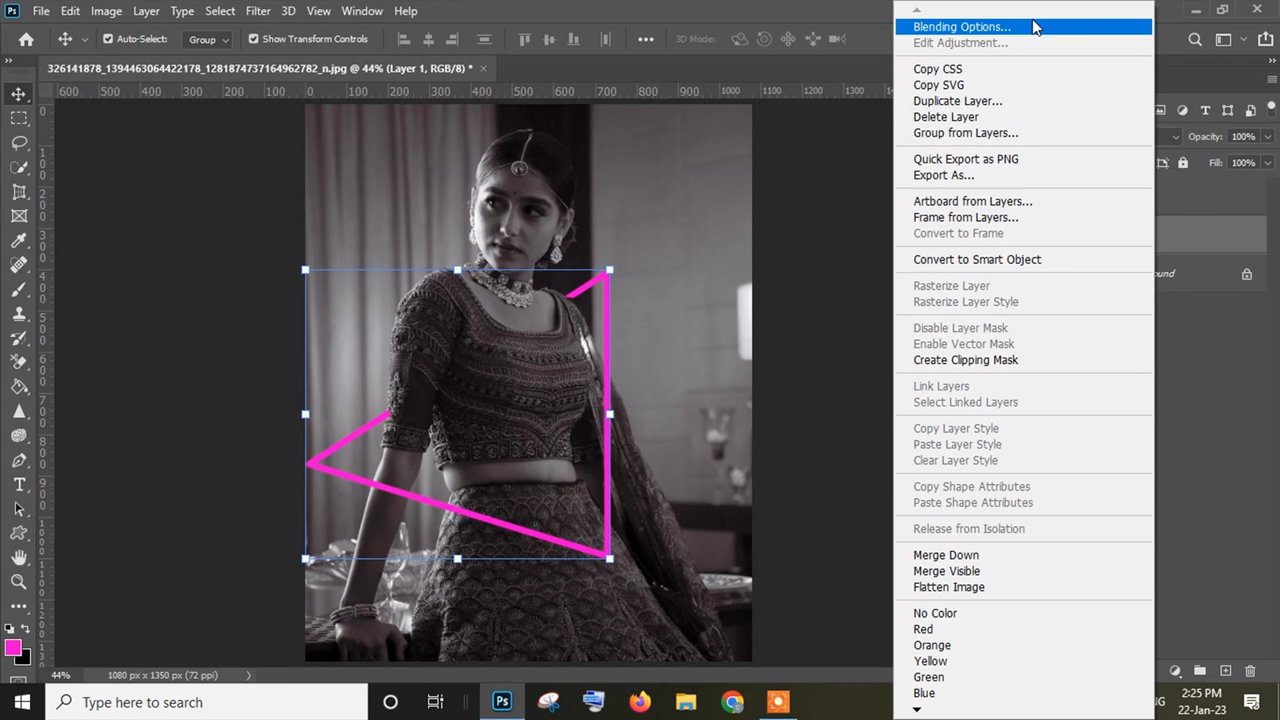 Ps File Edit Image Layer Type Select Filter 3D View Window Help
Auto-Select: Group Show Transform Controls 3D Mode:
326141878_139446306442178_1281874753
782_n.jpg @ 44% (Layer 1, RGB/8) *
600 500 400 300 200 100 0 100 200 300 400 500 600 700 800 900 1000 1100 1200 1300
Blending Options...
Edit Adjustment...
Copy CSS
Copy SVG
Duplicate Layer...
Delete Layer
Group from Layers...
Quick Export as PNG
Export As...
Artboard from Layers...
Frame from Layers...
Convert to Frame
Convert to Smart Object
Rasterize Layer
Rasterize Layer Style
Disable Layer Mask
Enable Vector Mask
Create Clipping Mask
Link Layers
Select Linked Layers
Copy Layer Style
Paste Layer Style
Clear Layer Style
Copy Shape Attributes
Paste Shape Attributes
Release from Isolation
Merge Down
Merge Visible
Flatten Image
No Color
Red
Orange
Yellow
Green
Blue
Opacity: 100%
Fill: 100%
ound
44% 1080 px x 1350 px (72 ppi)
Type here to search
Ps
NG
2:25 PM
22-Jan-23